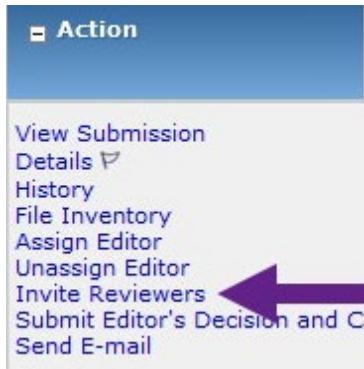 Action
View Submission
Details
History
File Inventory
Assign Editor
Unassign Editor
Invite Reviewers
Submit Editor's Decision and C
Send E-mail